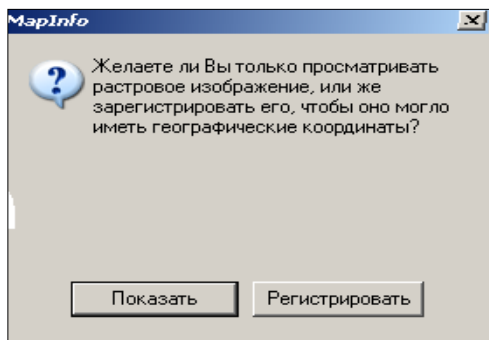 MapInfo
Желаете ли Вы только просматривать
растровое изображение, или же
зарегистрировать его, чтобы оно могло
иметь географические координаты?
Показать Регистрировать